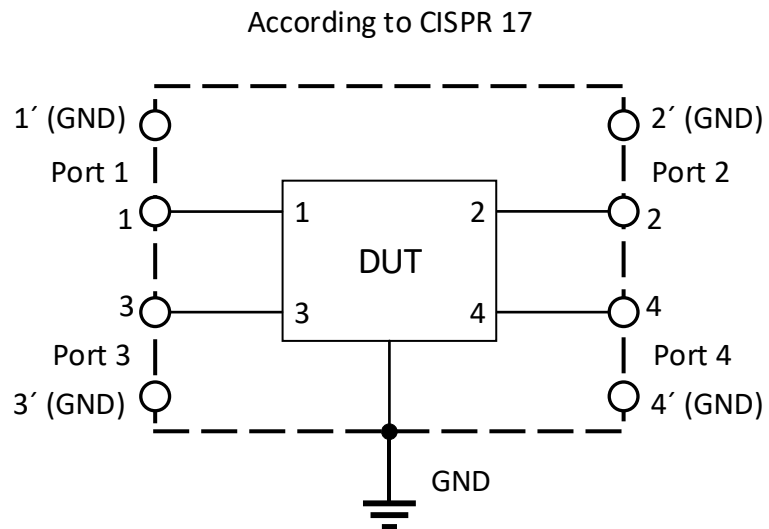 According to CISPR 17
1´ (GND) 2´ (GND)
Port 1 Port 2
1 1 2 2
DUT
3 3 4 4
Port 3 Port 4
3´ (GND) 4´ (GND)
GND